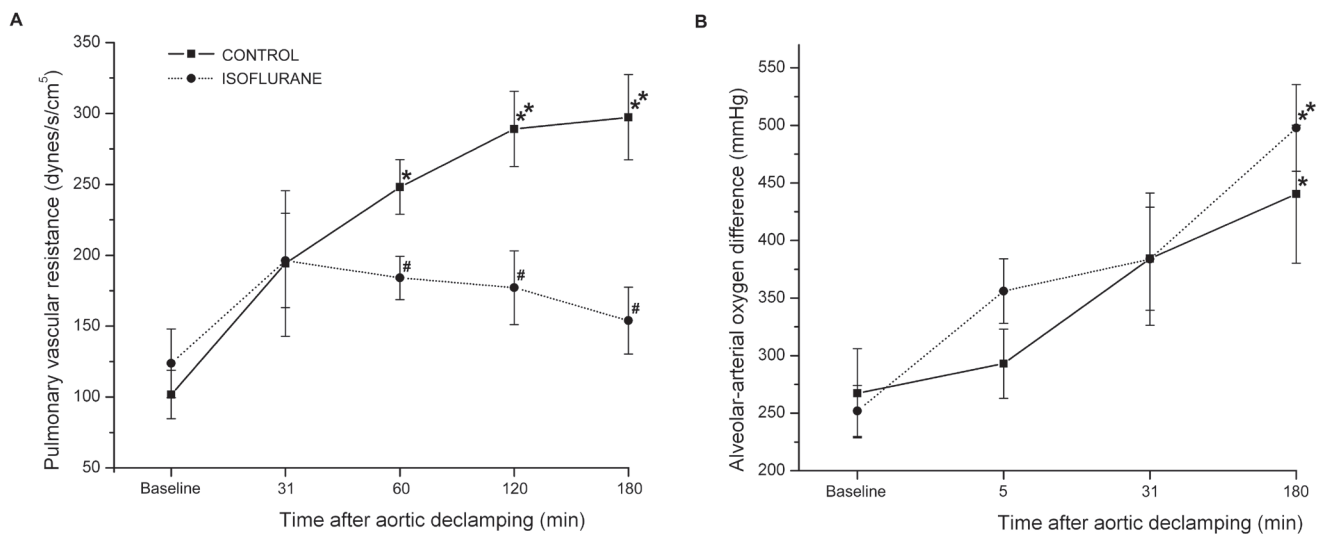 A
Pulmonary vascular resistance (dynes/s/cm⁵)
350
300
250
200
150
100
50
CONTROL
ISOFLURANE
*
**
**
#
#
#
Baseline 31 60 120 180
Time after aortic declamping (min)
B
Alveolar-arterial oxygen difference (mmHg)
550
500
450
400
350
300
250
200
**
*
Baseline 5 31 180
Time after aortic declamping (min)